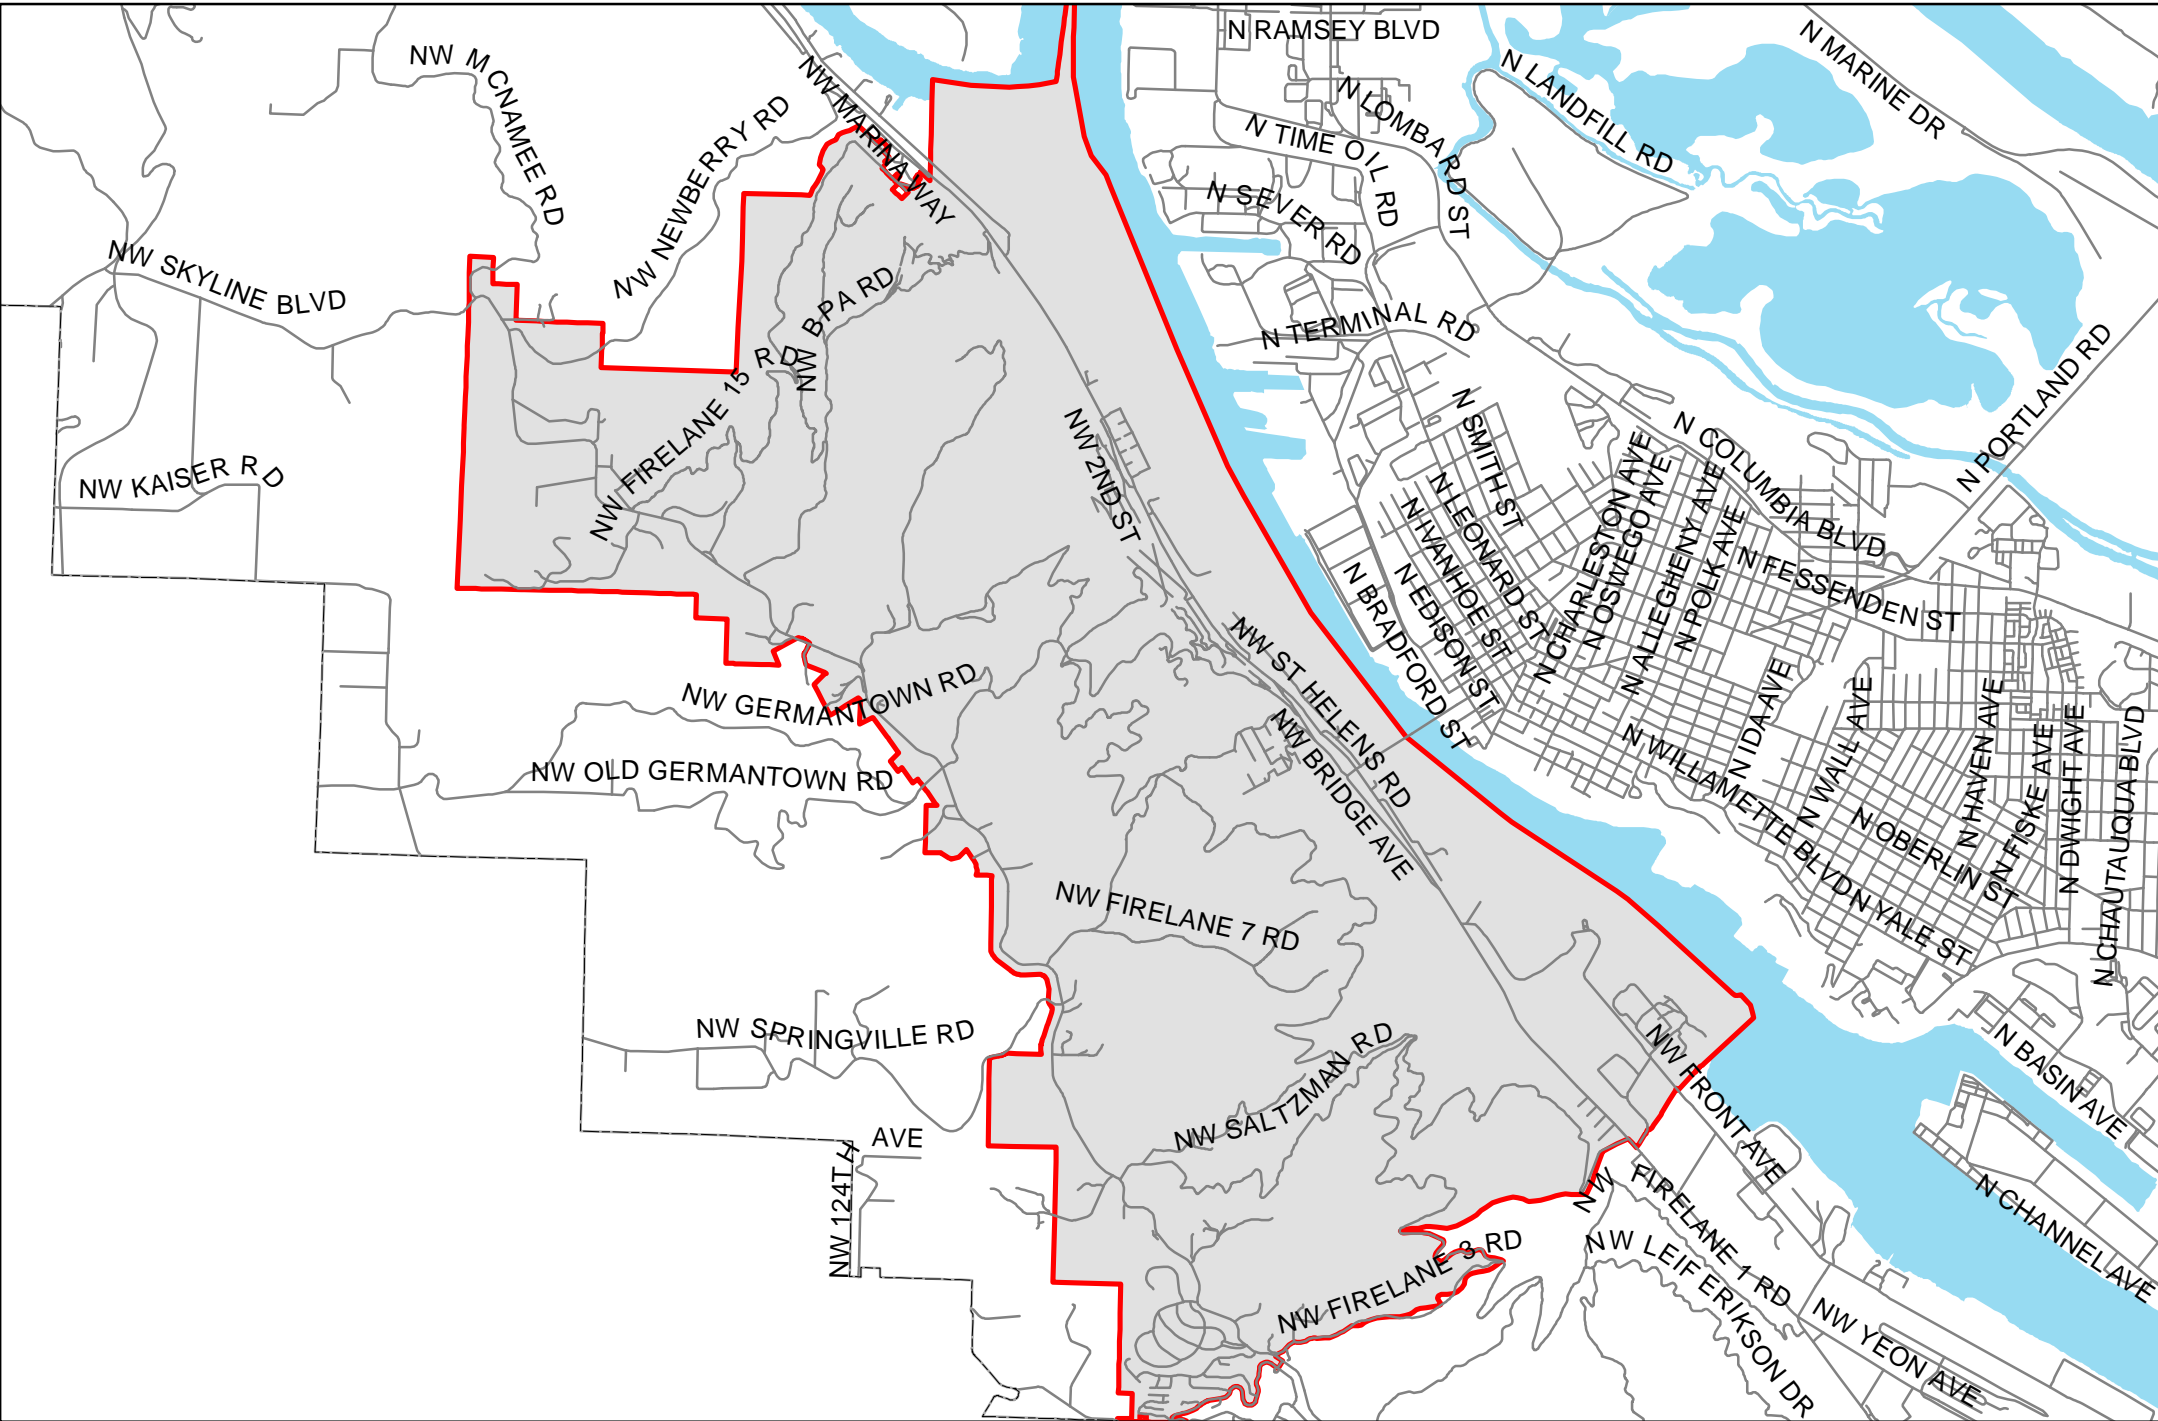 N RAMSEY BLVD
N MARINE DR
NW MCNAMEE RD
NW MARINA WAY
N LANDFILL RD
N LOMBARD ST
N TIME OIL RD
NW NEWBERRY RD
N SEVER RD
NW SKYLINE BLVD
NW BPA RD
N TERMINAL RD
N PORTLAND RD
NW FIRELANE 15 RD
NW 2ND ST
N SMITH ST
N COLUMBIA BLVD
NW KAISER RD
N LEONARD ST
N IVANHOE ST
N CHARLESTON AVE
N OSWEGO AVE
N ALLEGHENY AVE
N POLK AVE
N FESSENDEN ST
N EDISON ST
N BRADFORD ST
NW ST HELENS RD
NW GERMANTOWN RD
N IDA AVE
N WALL AVE
N HAVEN AVE
N FISKE AVE
N DWIGHT AVE
N CHAUTAUQUA BLVD
NW BRIDGE AVE
N WILLAMETTE BLVD
NW OLD GERMANTOWN RD
N OBERLIN ST
N YALE ST
NW FIRELANE 7 RD
NW SPRINGVILLE RD
NW SALTZMAN RD
NW FRONT AVE
N BASIN AVE
NW 124TH AVE
N CHANNEL AVE
NW FIRELANE 1 RD
NW FIRELANE 3 RD
NW LEIF ERIKSON DR
NW YEON AVE